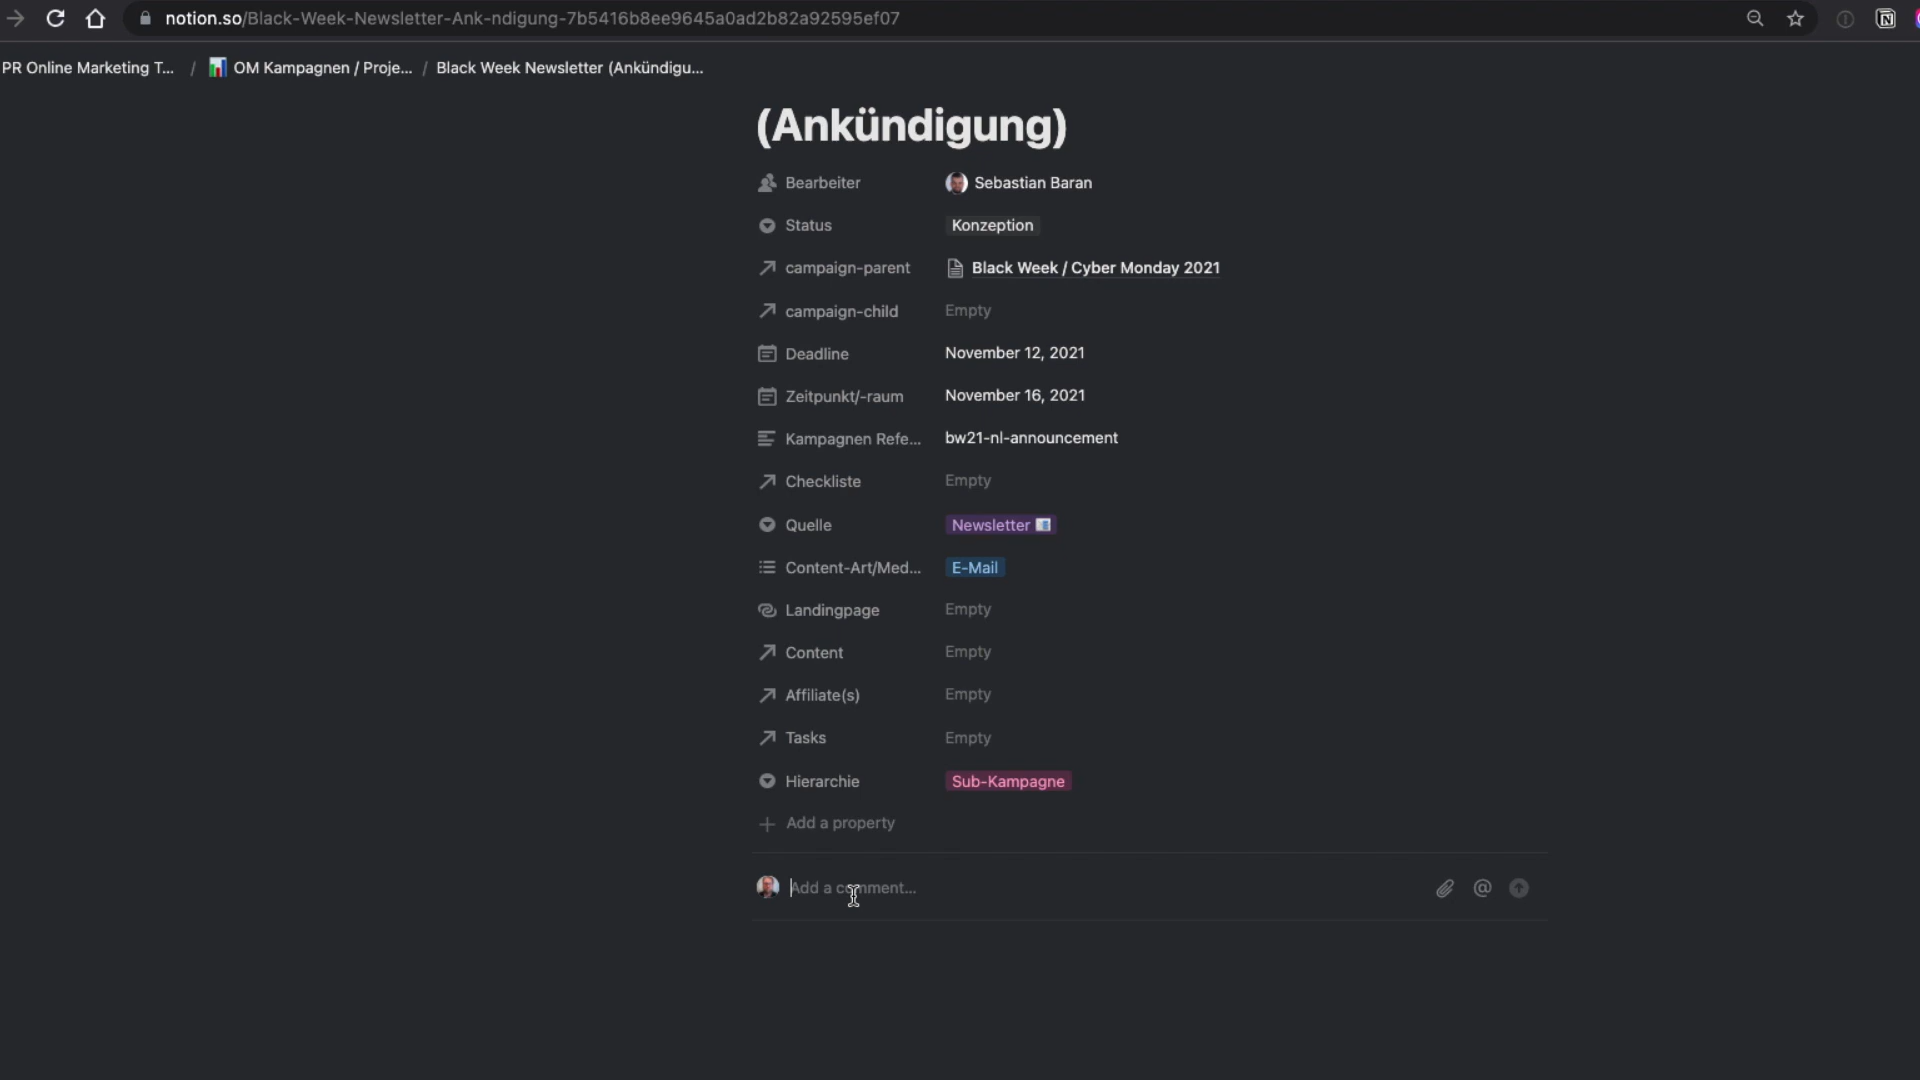 notion.so/Black-Week-Newsletter-Ank-ndigung-7b5416b8ee9645a0ad2b82a92595ef07
PR Online Marketing T... / OM Kampagnen / Proje... / Black Week Newsletter (Ankündigu...
(Ankündigung)
Bearbeiter Sebastian Baran
Status Konzeption
campaign-parent Black Week / Cyber Monday 2021
campaign-child Empty
Deadline November 12, 2021
Zeitpunkt/-raum November 16, 2021
Kampagnen Refe... bw21-nl-announcement
Checkliste Empty
Quelle Newsletter
Content-Art/Med... E-Mail
Landingpage Empty
Content Empty
Affiliate(s) Empty
Tasks Empty
Hierarchie Sub-Kampagne
Add a property
Add a comment...